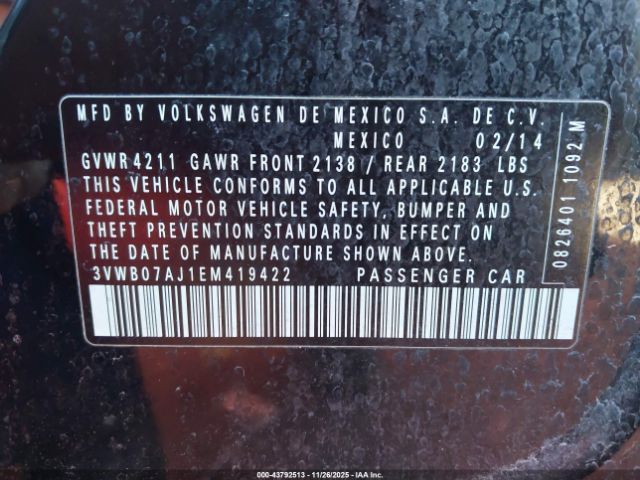 MFD BY VOLKSWAGEN DE MEXICO S.A. DE C.V.
MEXICO 02/14
GVWR4211 GAWR FRONT 2138 / REAR 2183 LBS
THIS VEHICLE CONFORMS TO ALL APPLICABLE U.S.
FEDERAL MOTOR VEHICLE SAFETY, BUMPER AND
THEFT PREVENTION STANDARDS IN EFFECT ON
THE DATE OF MANUFACTURE SHOWN ABOVE.
3VWB07AJ1EM419422 PASSENGER CAR
0826401 1092 M
000-43792513 | 11/26/2025 | IAA Inc.